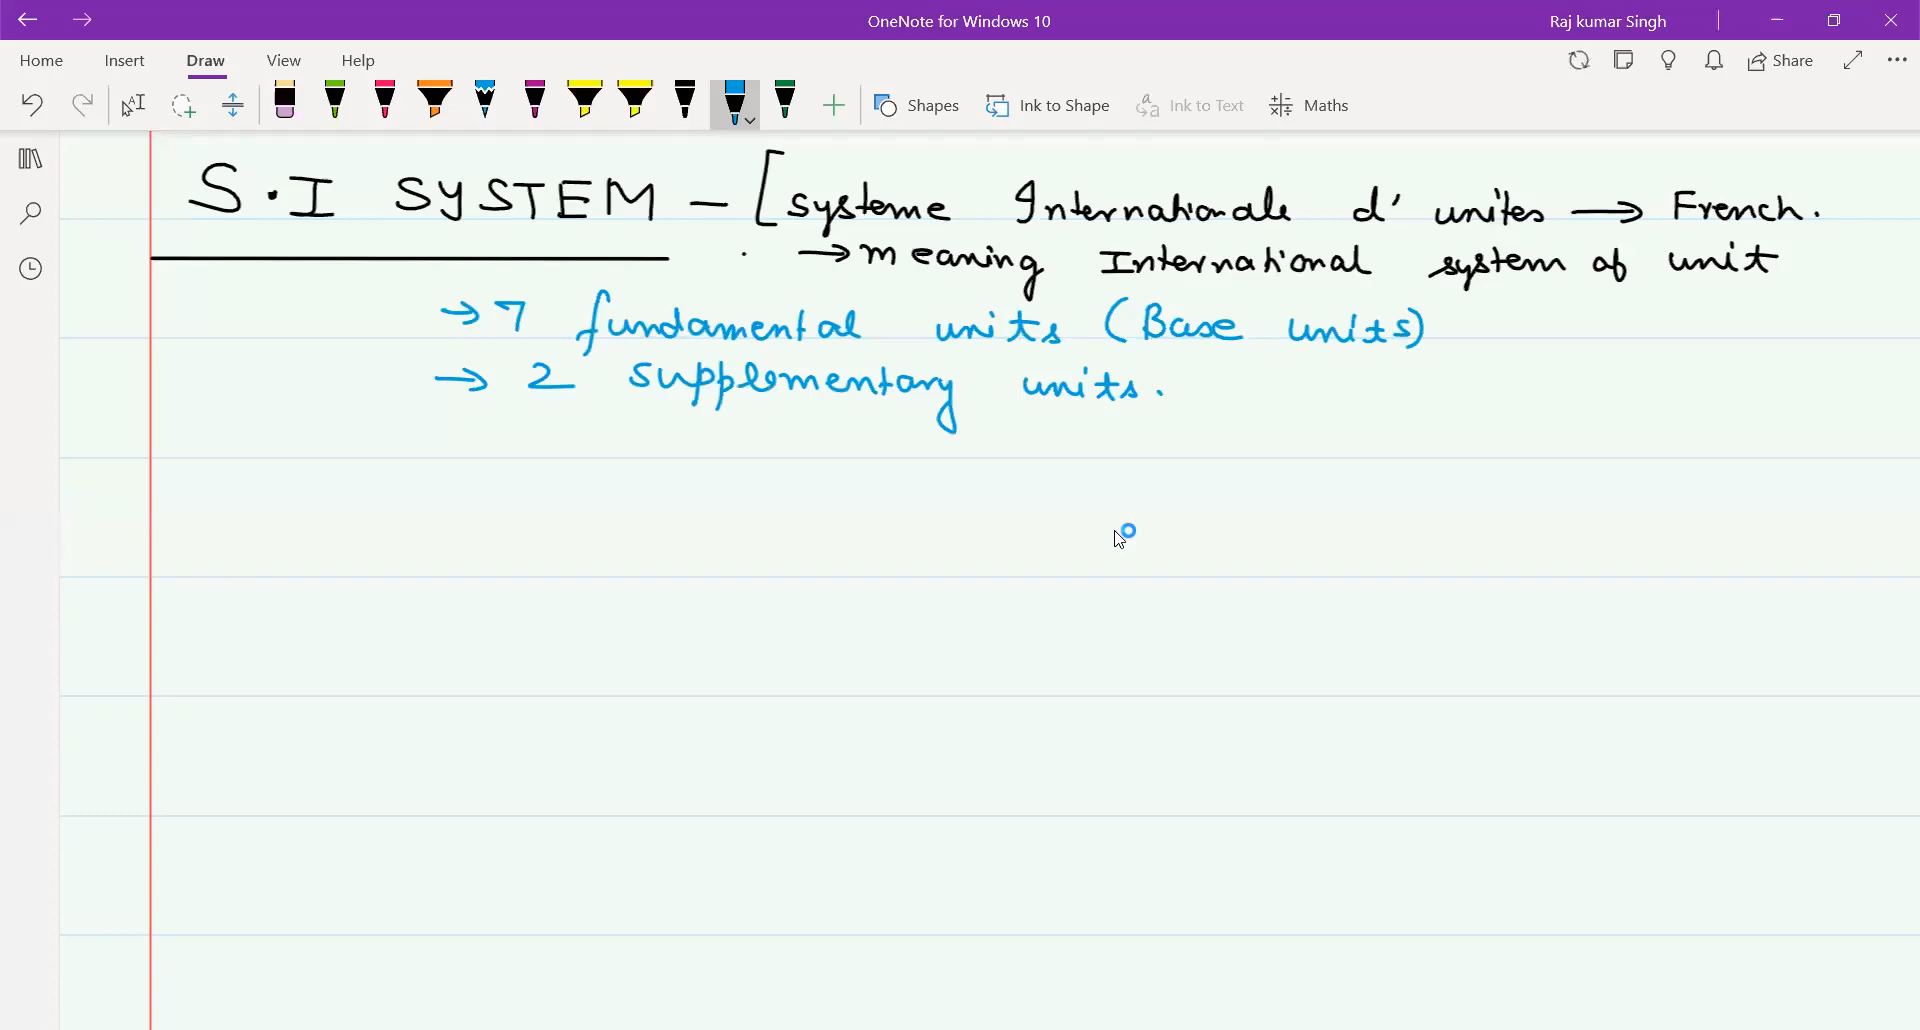 OneNote for Windows 10
Raj kumar Singh
Home Insert Draw View Help
Share
Shapes Ink to Shape Ink to Text Maths
S.I SYSTEM – [systeme Internationale d' unites → French.
→ meaning International system of unit
→ 7 fundamental units (Base units)
→ 2 supplementary units.